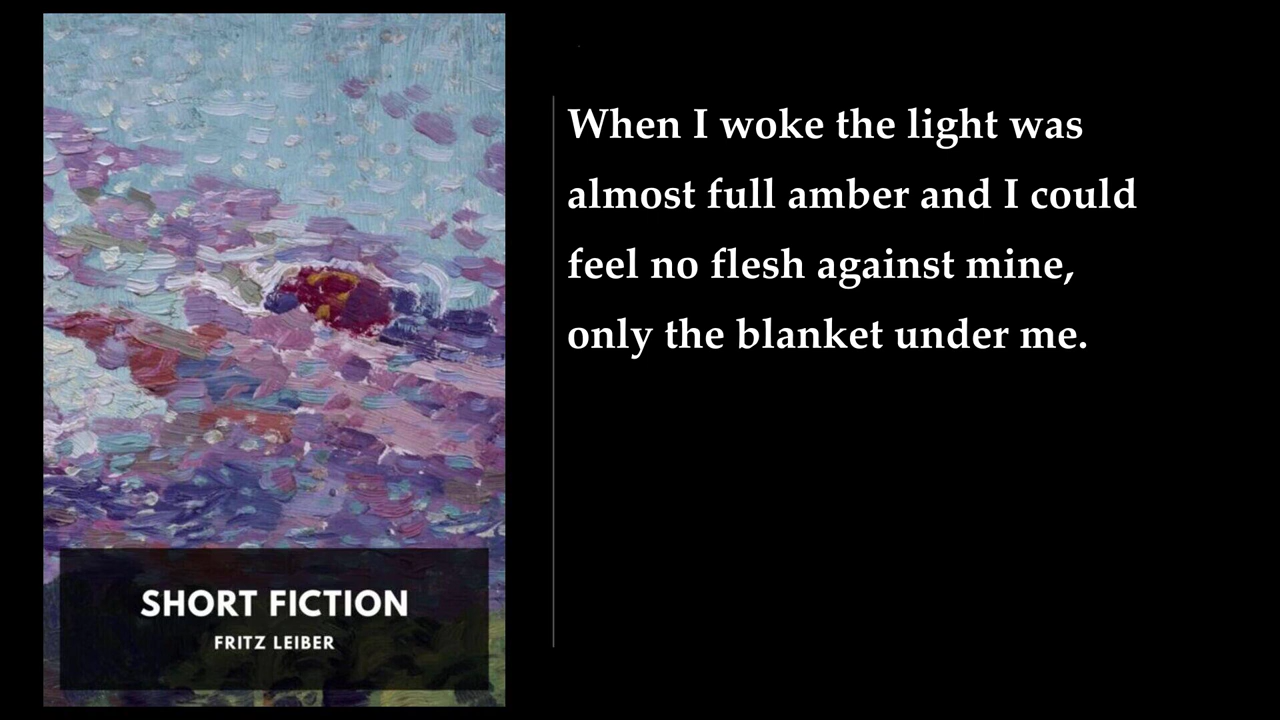 When I woke the light was
almost full amber and I could
feel no flesh against mine,
only the blanket under me.
SHORT FICTION
FRITZ LEIBER